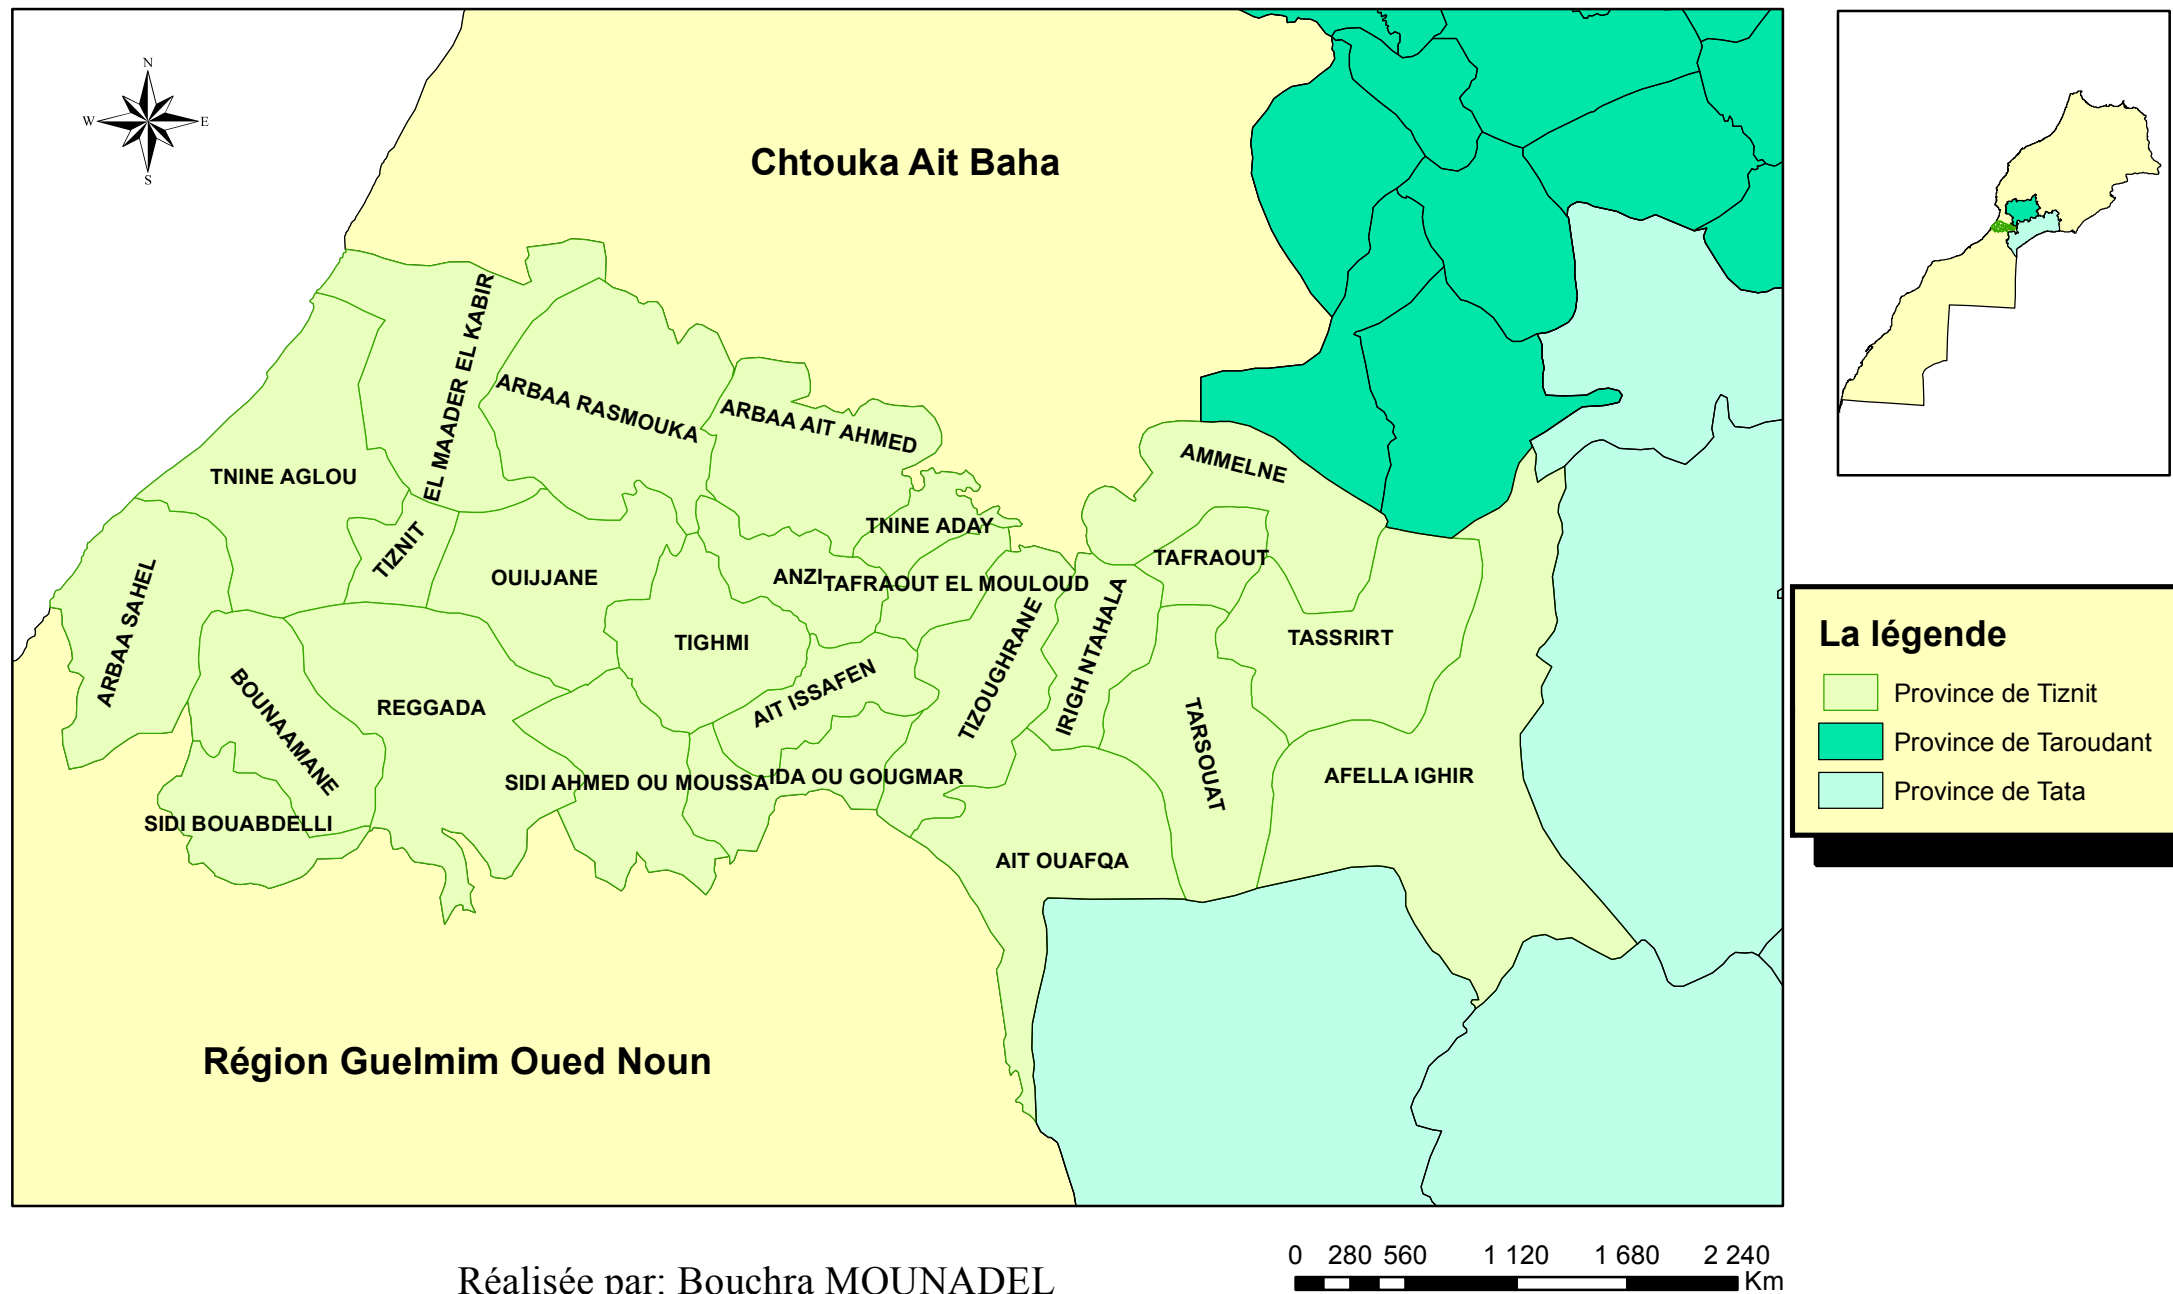 N
W E
S
Chtouka Ait Baha
EL MAADER EL KABIR
ARBAA RASMOUKA
ARBAA AIT AHMED
AMMELNE
TNINE AGLOU
TNINE ADAY
TIZNIT
TAFRAOUT
OUIJJANE
ANZI
TAFRAOUT EL MOULOUD
ARBAA SAHEL
TIGHMI
TIZOUGHRANE
IRIGH NTAHALA
TASSRIRT
AIT ISSAFEN
BOUNAAMANE
REGGADA
TARSOUAT
SIDI AHMED OU MOUSSA
IDA OU GOUGMAR
AFELLA IGHIR
SIDI BOUABDELLI
AIT OUAFQA
Région Guelmim Oued Noun
La légende
Province de Tiznit
Province de Taroudant
Province de Tata
Réalisée par: Bouchra MOUNADEL
0 280 560 1 120 1 680 2 240
Km